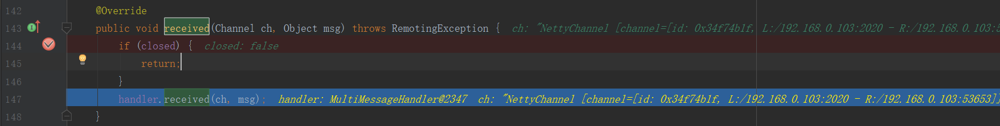 142 @Override
143 public void received(Channel ch, Object msg) throws RemotingException { ch: "NettyChannel [channel=[id: 0x34f74b1f, L:/192.168.0.103:2020 - R:/192.168.0.103:5
144 if (closed) { closed: false
145 return;
146 }
147 handler.received(ch, msg); handler: MultiMessageHandler@2347 ch: "NettyChannel [channel=[id: 0x34f74b1f, L:/192.168.0.103:2020 - R:/192.168.0.103:53653]]
148 }